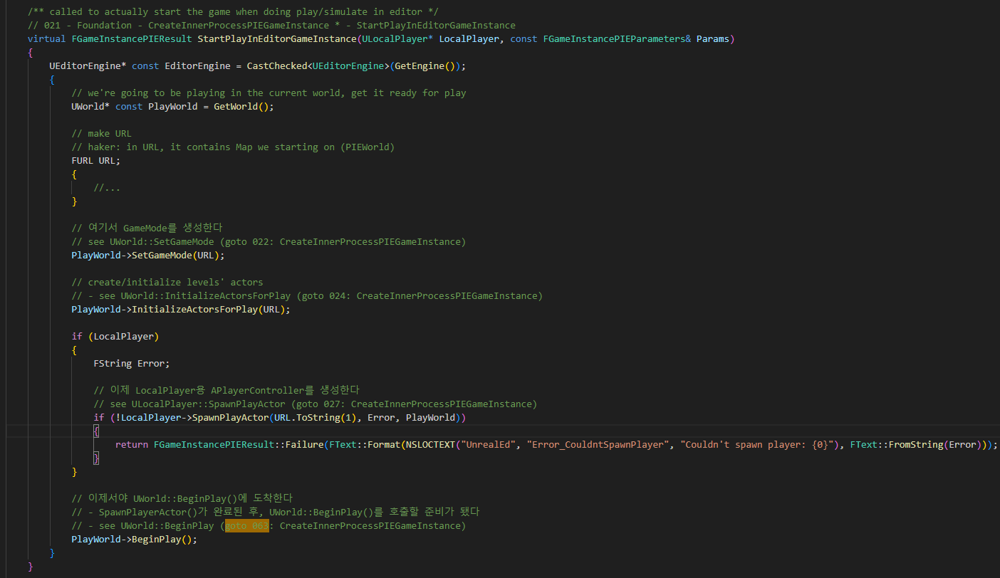 /** called to actually start the game when doing play/simulate in editor */
// 021 - Foundation - CreateInnerProcessPIEGameInstance * - StartPlayInEditorGameInstance
virtual FGameInstancePIEResult StartPlayInEditorGameInstance(ULocalPlayer* LocalPlayer, const FGameInstancePIEParameters& Params)
{
UEditorEngine* const EditorEngine = CastChecked<UEditorEngine>(GetEngine());
{
// we're going to be playing in the current world, get it ready for play
UWorld* const PlayWorld = GetWorld();
// make URL
// haker: in URL, it contains Map we starting on (PIEWorld)
FURL URL;
{
//...
}
// 여기서 GameMode를 생성한다
// see UWorld::SetGameMode (goto 022: CreateInnerProcessPIEGameInstance)
PlayWorld->SetGameMode(URL);
// create/initialize levels' actors
// - see UWorld::InitializeActorsForPlay (goto 024: CreateInnerProcessPIEGameInstance)
PlayWorld->InitializeActorsForPlay(URL);
if (LocalPlayer)
{
FString Error;
// 이제 LocalPlayer용 APlayerController를 생성한다
// see ULocalPlayer::SpawnPlayActor (goto 027: CreateInnerProcessPIEGameInstance)
if (!LocalPlayer->SpawnPlayActor(URL.ToString(1), Error, PlayWorld))
{
return FGameInstancePIEResult::Failure(FText::Format(NSLOCTEXT("UnrealEd", "Error_CouldntSpawnPlayer", "Couldn't spawn player: {0}"), FText::FromString(Error)));
}
}
// 이제서야 UWorld::BeginPlay()에 도착한다
// - SpawnPlayerActor()가 완료된 후, UWorld::BeginPlay()를 호출할 준비가 됐다
// - see UWorld::BeginPlay (goto 063: CreateInnerProcessPIEGameInstance)
PlayWorld->BeginPlay();
}
}